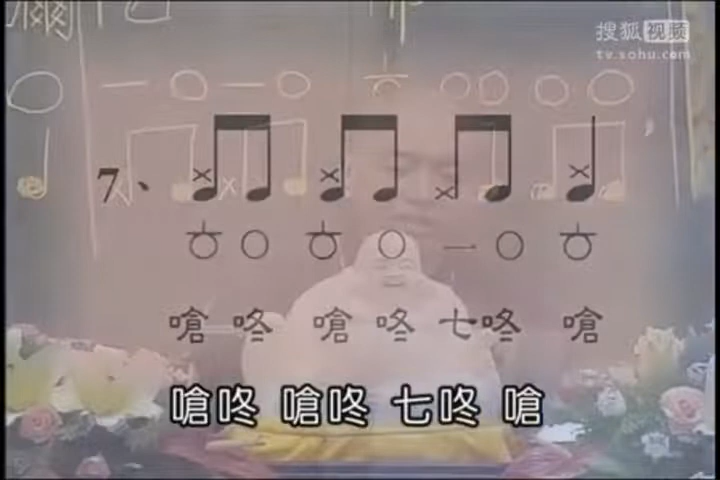 搜狐视频
tv.sohu.com
7、
嗆咚 嗆咚 七咚 嗆
嗆咚 嗆咚 七咚 嗆